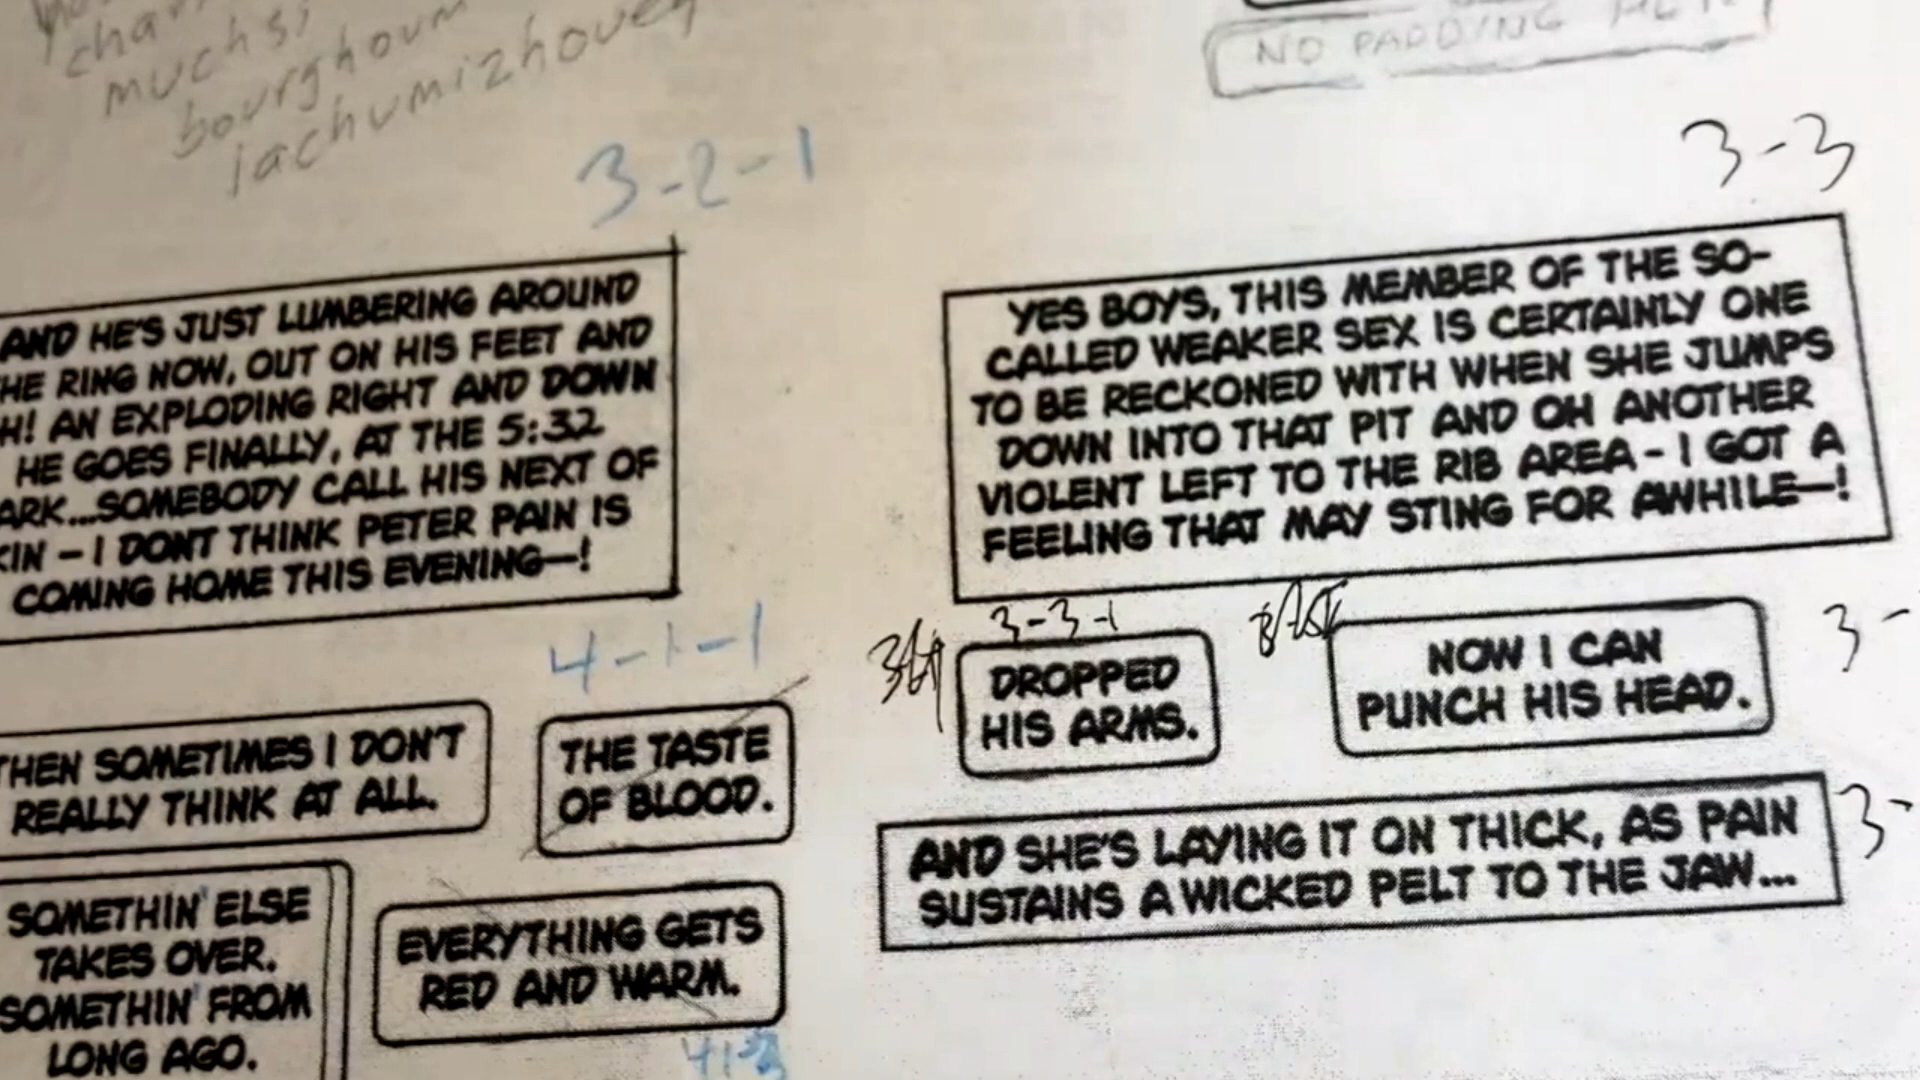 muchsi
bourghoum
iachumizhouey
3-2-1
AND HE'S JUST LUMBERING AROUND
HE RING NOW, OUT ON HIS FEET AND
H! AN EXPLODING RIGHT AND DOWN
HE GOES FINALLY, AT THE 5:32
ARK...SOMEBODY CALL HIS NEXT OF
KIN - I DONT THINK PETER PAIN IS
COMING HOME THIS EVENING-!
4-1-1
THEN SOMETIMES I DON'T
REALLY THINK AT ALL.
THE TASTE
OF BLOOD.
SOMETHIN' ELSE
TAKES OVER.
SOMETHIN' FROM
LONG AGO.
EVERYTHING GETS
RED AND WARM.
NO PADDING
3-3
YES BOYS, THIS MEMBER OF THE SO-
CALLED WEAKER SEX IS CERTAINLY ONE
TO BE RECKONED WITH WHEN SHE JUMPS
DOWN INTO THAT PIT AND OH ANOTHER
VIOLENT LEFT TO THE RIB AREA - I GOT A
FEELING THAT MAY STING FOR AWHILE-!
3-3-1
DROPPED
HIS ARMS.
NOW I CAN
PUNCH HIS HEAD.
3-
AND SHE'S LAYING IT ON THICK, AS PAIN
SUSTAINS A WICKED PELT TO THE JAW...
3-